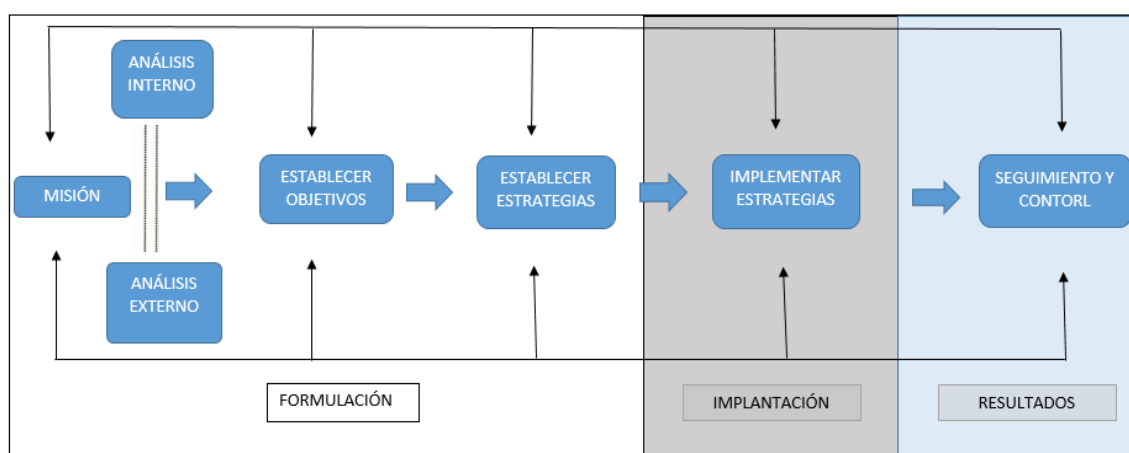 ANÁLISIS
INTERNO
MISIÓN
ESTABLECER
OBJETIVOS
ESTABLECER
ESTRATEGIAS
IMPLEMENTAR
ESTRATEGIAS
SEGUIMIENTO Y
CONTORL
ANÁLISIS
EXTERNO
FORMULACIÓN
IMPLANTACIÓN
RESULTADOS